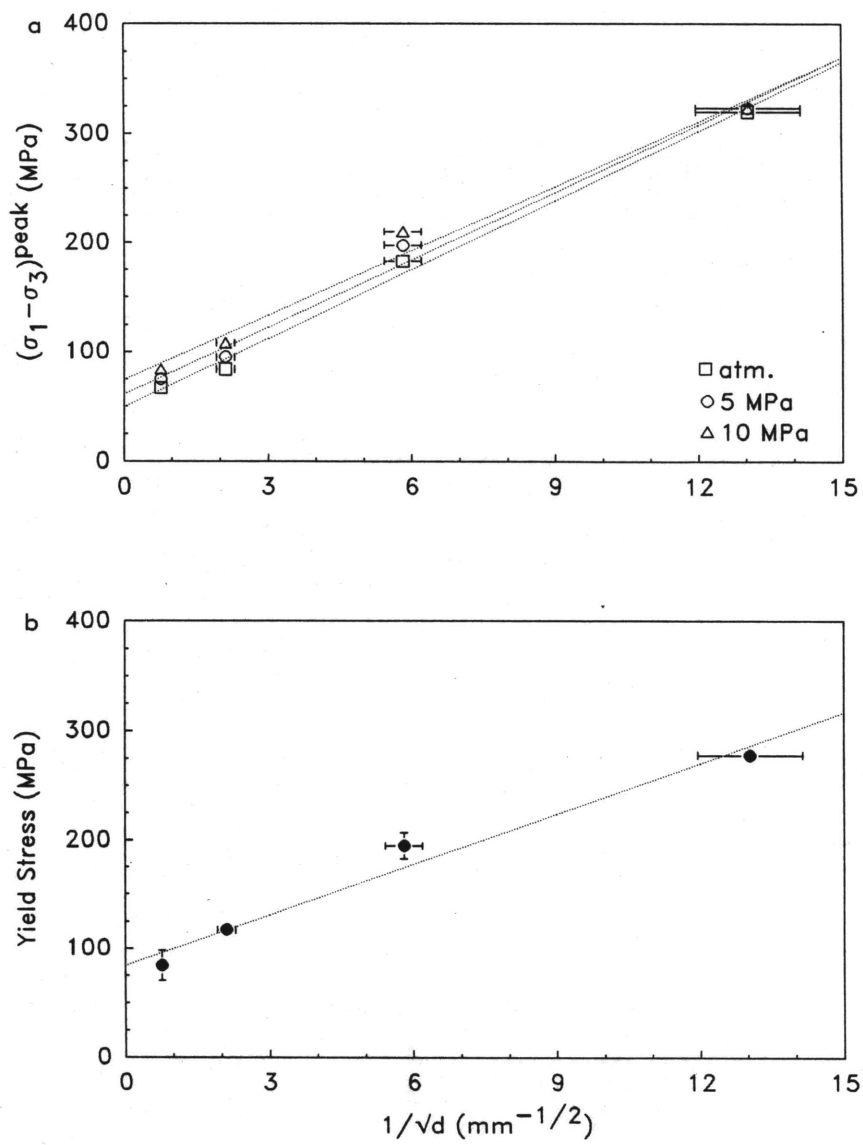 a
400
300
200
100
0
(σ₁−σ₃)ᵖᵉᵃᵏ (MPa)
□ atm.
○ 5 MPa
△ 10 MPa
0 3 6 9 12 15
b
400
300
200
100
0
Yield Stress (MPa)
0 3 6 9 12 15
1/√d (mm⁻¹/²)